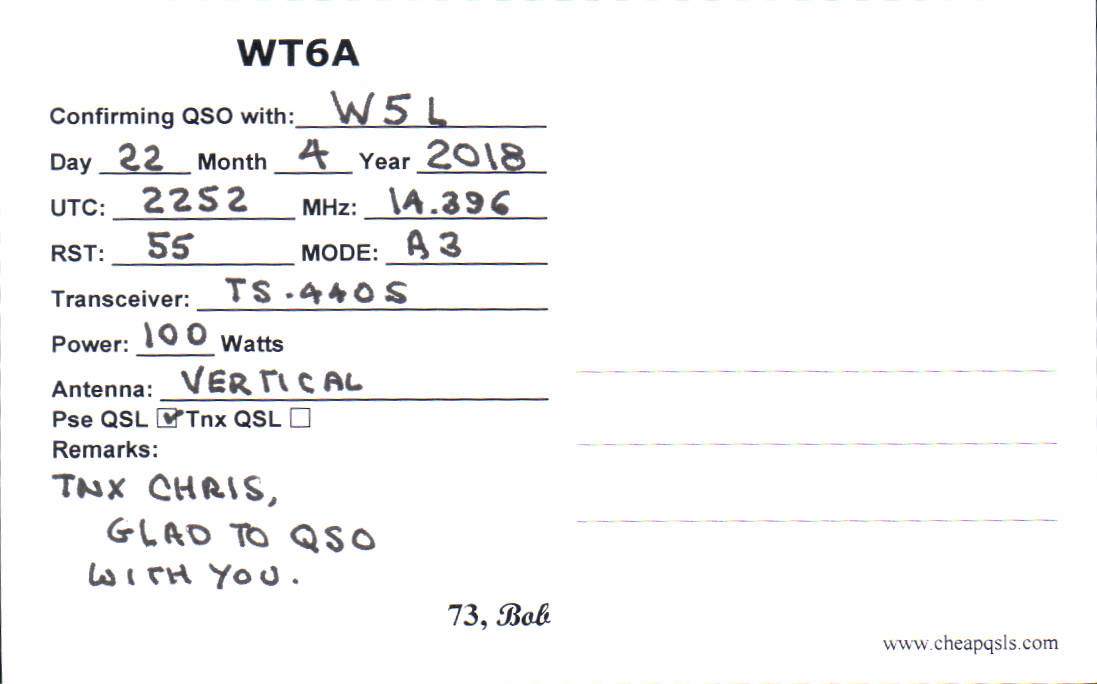 WT6A
Confirming QSO with: W5L
Day 22 Month 4 Year 2018
UTC: 2252 MHz: 14.396
RST: 55 MODE: A3
Transceiver: TS-440S
Power: 100 Watts
Antenna: VERTICAL
Pse QSL Tnx QSL
Remarks:
TNX CHRIS,
GLAD TO QSO
WITH YOU.
73, Bob
www.cheapqsls.com